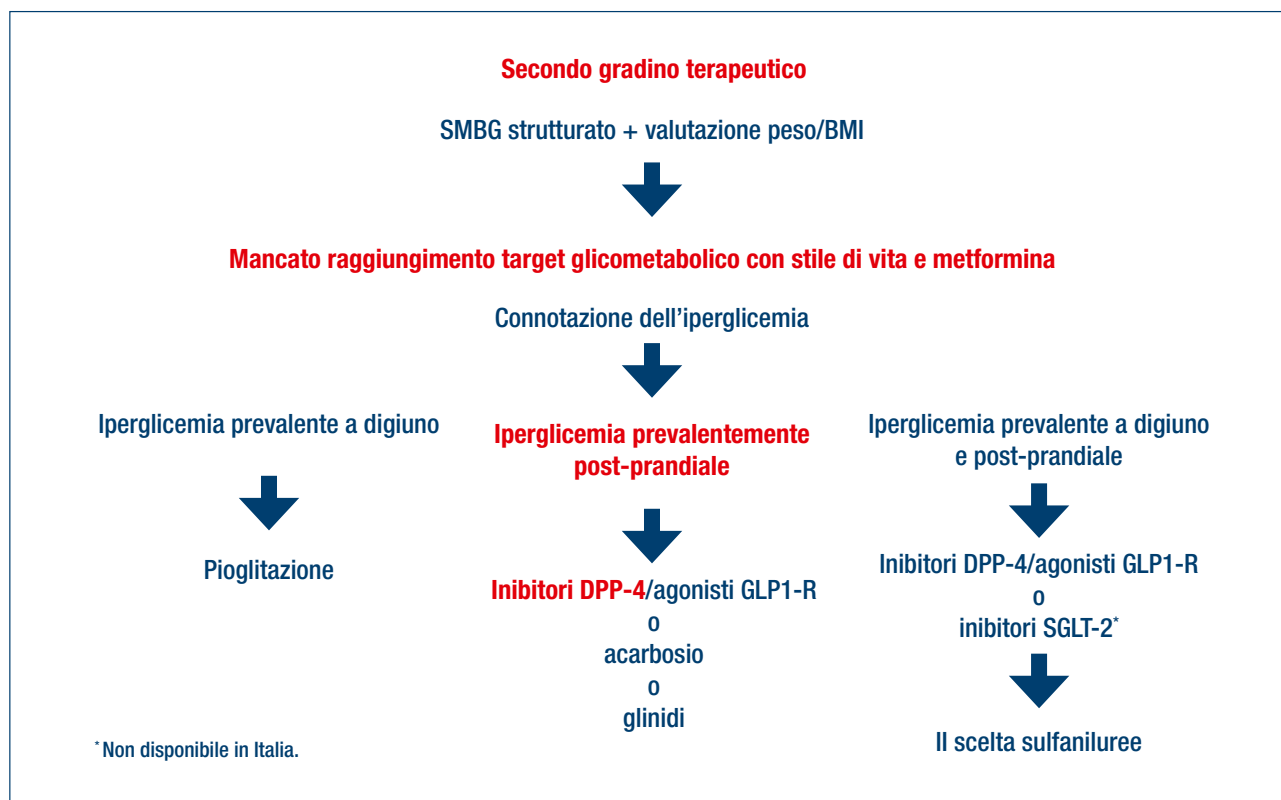 Secondo gradino terapeutico
SMBG strutturato + valutazione peso/BMI
Mancato raggiungimento target glicometabolico con stile di vita e metformina
Connotazione dell'iperglicemia
Iperglicemia prevalente a digiuno
Pioglitazione
Iperglicemia prevalentemente
post-prandiale
Inibitori DPP-4/agonisti GLP1-R
o
acarbosio
o
glinidi
Iperglicemia prevalente a digiuno
e post-prandiale
Inibitori DPP-4/agonisti GLP1-R
o
inibitori SGLT-2*
II scelta sulfaniluree
* Non disponibile in Italia.